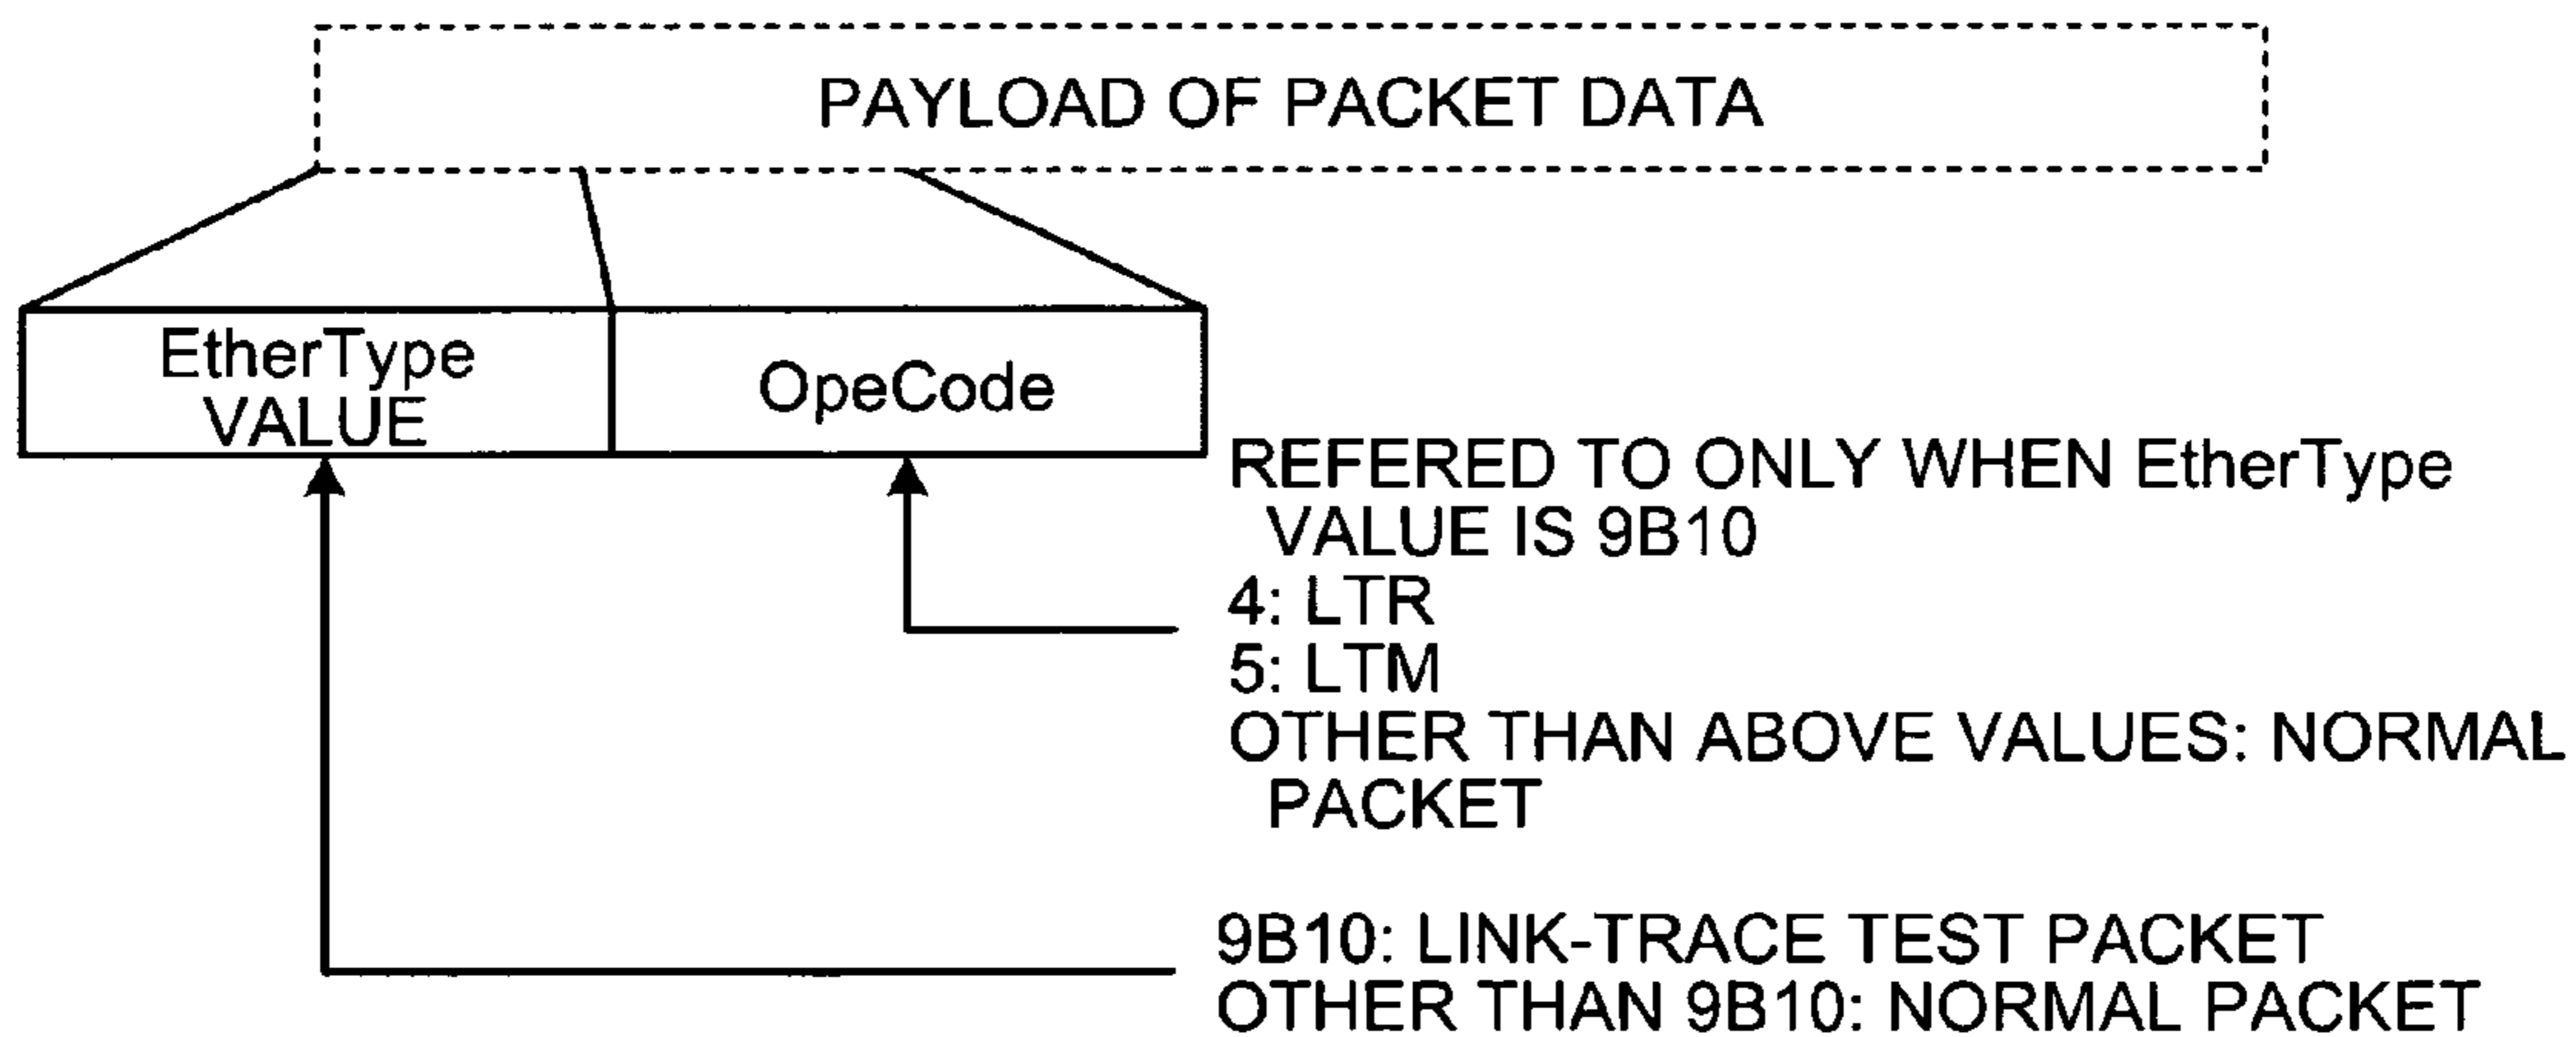 PAYLOAD OF PACKET DATA
EtherType
VALUE
OpeCode
REFERED TO ONLY WHEN EtherType
VALUE IS 9B10
4: LTR
5: LTM
OTHER THAN ABOVE VALUES: NORMAL
PACKET
9B10: LINK-TRACE TEST PACKET
OTHER THAN 9B10: NORMAL PACKET